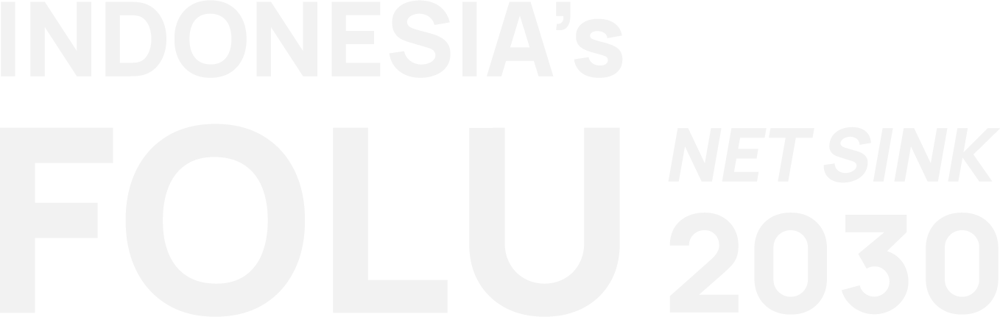 INDONESIA’s
FOLU
NET SINK
2030